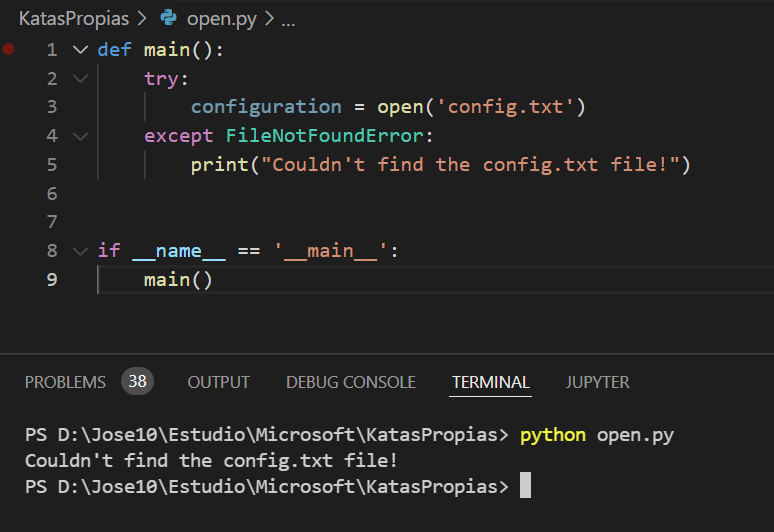 KatasPropias > open.py > ...
1 def main():
2 try:
3 configuration = open('config.txt')
4 except FileNotFoundError:
5 print("Couldn't find the config.txt file!")
6
7
8 if __name__ == '__main__':
9 main()
PROBLEMS 38 OUTPUT DEBUG CONSOLE TERMINAL JUPYTER
PS D:\Jose10\Estudio\Microsoft\KatasPropias> python open.py
Couldn't find the config.txt file!
PS D:\Jose10\Estudio\Microsoft\KatasPropias>